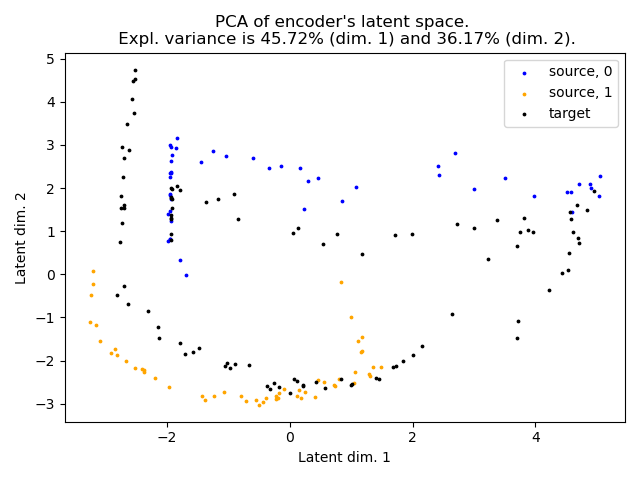 PCA of encoder's latent space.
Expl. variance is 45.72% (dim. 1) and 36.17% (dim. 2).
source, 0
source, 1
target
5
4
3
2
1
0
−1
−2
−3
Latent dim. 2
−2
0
2
4
Latent dim. 1